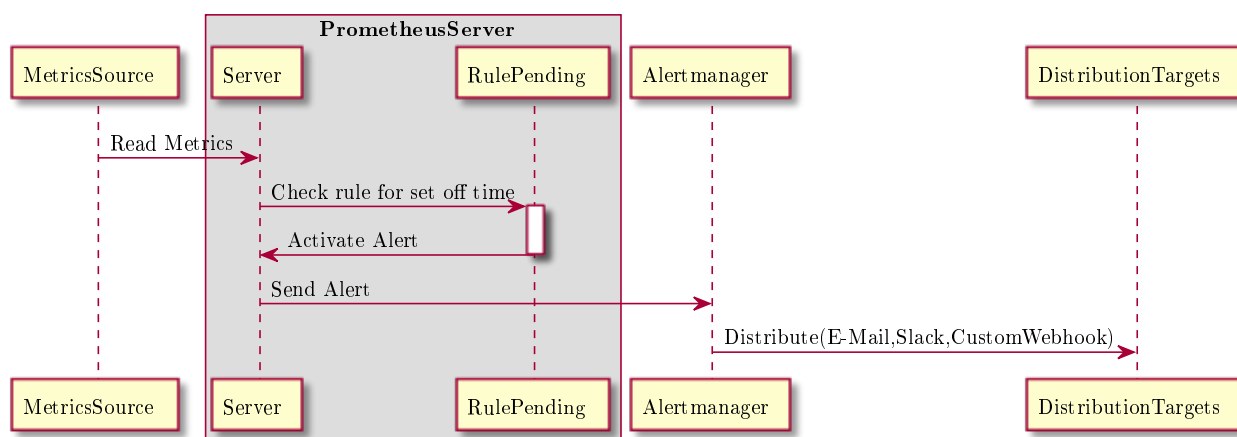 PrometheusServer
MetricsSource
Server
RulePending
Alertmanager
DistributionTargets
Read Metrics
Check rule for set off time
Activate Alert
Send Alert
Distribute(E-Mail,Slack,CustomWebhook)
MetricsSource
Server
RulePending
Alertmanager
DistributionTargets